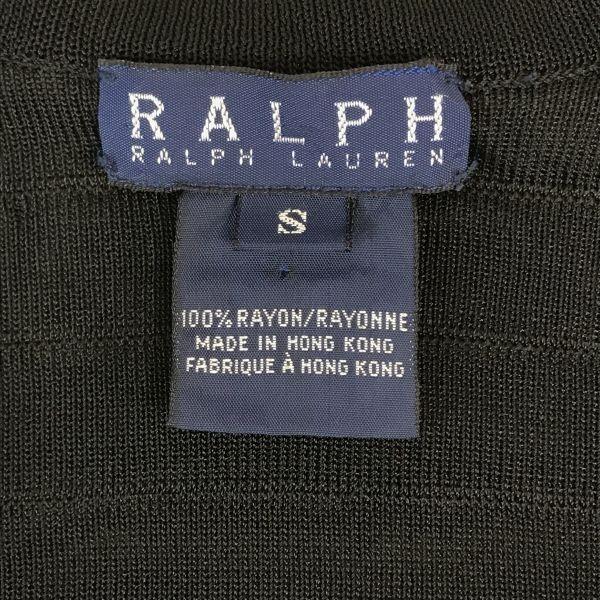 RALPH
RALPH LAUREN
S
100% RAYON/RAYONNE
MADE IN HONG KONG
FABRIQUE À HONG KONG